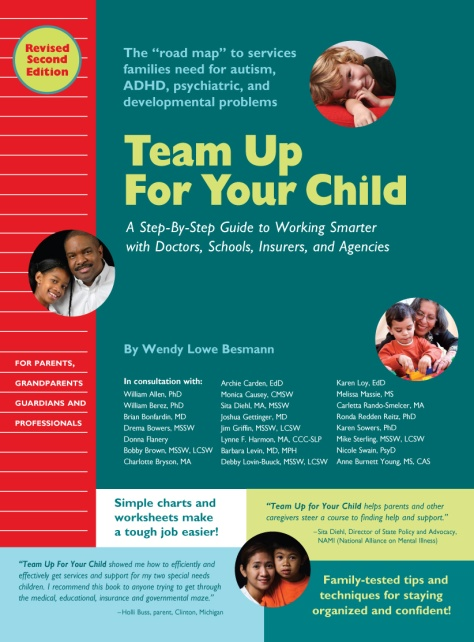 Revised
Second
Edition
The “road map” to services
families need for autism,
ADHD, psychiatric, and
developmental problems
Team Up
For Your Child
A Step-By-Step Guide to Working Smarter
with Doctors, Schools, Insurers, and Agencies
By Wendy Lowe Besmann
FOR PARENTS,
GRANDPARENTS
GUARDIANS AND
PROFESSIONALS
In consultation with:
William Allen, PhD
William Berez, PhD
Brian Bonfardin, MD
Drema Bowers, MSSW
Donna Flanery
Bobby Brown, MSSW, LCSW
Charlotte Bryson, MA
Archie Carden, EdD
Monica Causey, CMSW
Sita Diehl, MA, MSSW
Joshua Gettinger, MD
Jim Griffin, MSSW, LCSW
Lynne F. Harmon, MA, CCC-SLP
Barbara Levin, MD, MPH
Debby Lovin-Buuck, MSSW, LCSW
Karen Loy, EdD
Melissa Massie, MS
Carletta Rando-Smelcer, MA
Ronda Redden Reitz, PhD
Karen Sowers, PhD
Mike Sterling, MSSW, LCSW
Nicole Swain, PsyD
Anne Burnett Young, MS, CAS
Simple charts and
worksheets make
a tough job easier!
“Team Up for Your Child helps parents and other
caregivers steer a course to finding help and support.”
–Sita Diehl, Director of State Policy and Advocacy,
NAMI (National Alliance on Mental Illness)
“Team Up For Your Child showed me how to efficiently and
effectively get services and support for my two special needs
children. I recommend this book to anyone trying to get through
the medical, educational, insurance and governmental maze.”
–Holli Buss, parent, Clinton, Michigan
Family-tested tips and
techniques for staying
organized and confident!